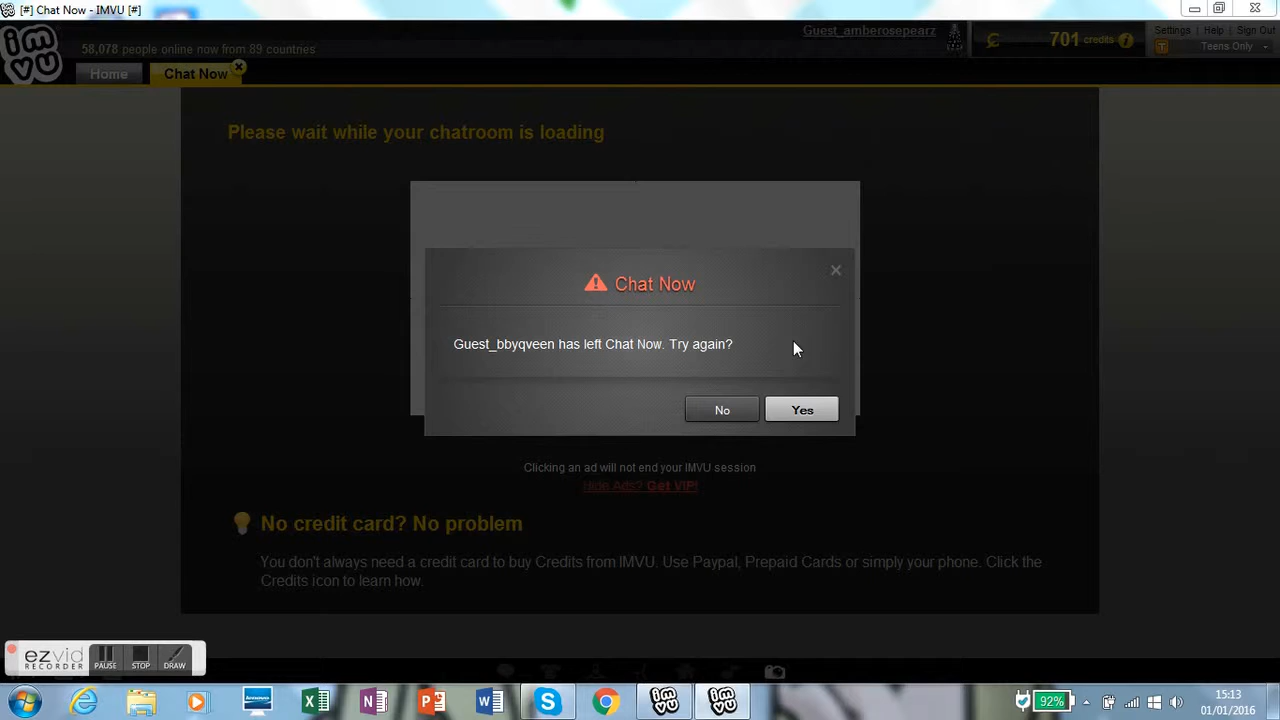 [#] Chat Now - IMVU [#]
imvu
58,078 people online now from 89 countries
Guest_amberosepearz
701 credits
Settings
Help
Sign Out
T Teens Only
Home
Chat Now
Please wait while your chatroom is loading
Chat Now
Guest_bbyqveen has left Chat Now. Try again?
No
Yes
Clicking an ad will not end your IMVU session
Hide Ads? Get VIP!
No credit card? No problem
You don't always need a credit card to buy Credits from IMVU. Use Paypal, Prepaid Cards or simply your phone. Click the
Credits icon to learn how.
ezvid
RECORDER
PAUSE
STOP
DRAW
lenovo
92%
15:13
01/01/2016